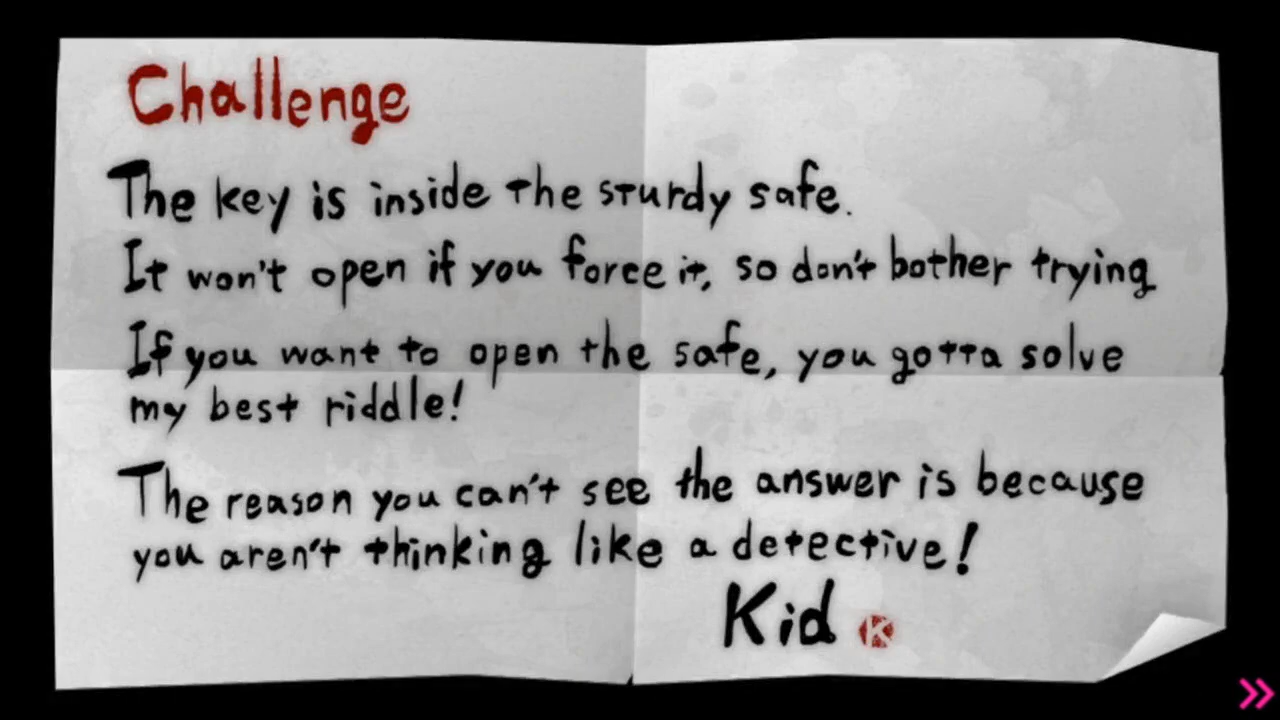 Challenge
The key is inside the sturdy safe.
It won't open if you force it, so don't bother trying
If you want to open the safe, you gotta solve
my best riddle!
The reason you can't see the answer is because
you aren't thinking like a detective!
Kid K